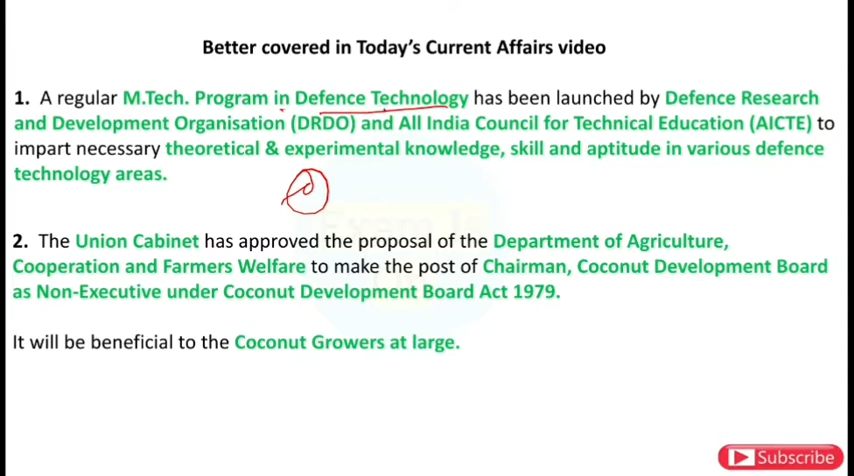 Better covered in Today's Current Affairs video
1. A regular M.Tech. Program in Defence Technology has been launched by Defence Research
and Development Organisation (DRDO) and All India Council for Technical Education (AICTE) to
impart necessary theoretical & experimental knowledge, skill and aptitude in various defence
technology areas.
2. The Union Cabinet has approved the proposal of the Department of Agriculture,
Cooperation and Farmers Welfare to make the post of Chairman, Coconut Development Board
as Non-Executive under Coconut Development Board Act 1979.
It will be beneficial to the Coconut Growers at large.
Subscribe